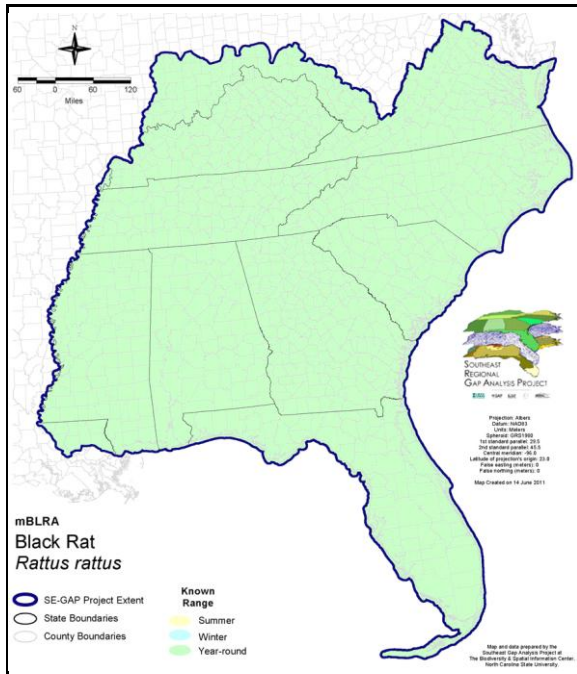 N
60 0 60 120
Miles
SOUTHEAST
REGIONAL
GAP ANALYSIS PROJECT
Projection: Albers
Datum: NAD83
Units: Meters
Spheroid: GRS1980
1st standard parallel: 29.5
2nd standard parallel: 45.5
Central meridian: -96.0
Latitude of projection's origin: 23.0
False easting (meters): 0
False northing (meters): 0
Map Created on 14 June 2011
mBLRA
Black Rat
Rattus rattus
SE-GAP Project Extent
State Boundaries
County Boundaries
Known
Range
Summer
Winter
Year-round
Map and data prepared by the
Southeast Gap Analysis Project at
The Biodiversity & Spatial Information Center,
North Carolina State University.